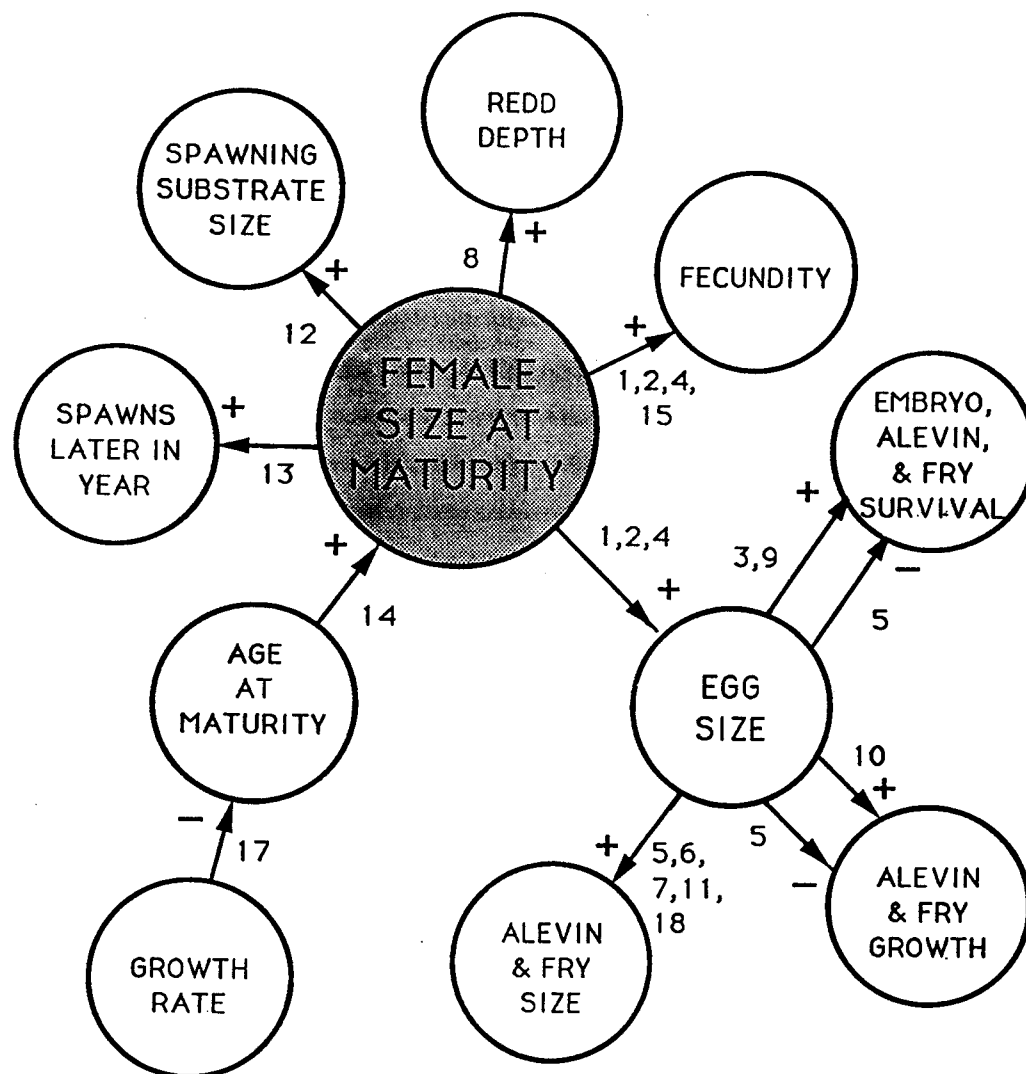 REDD
DEPTH
SPAWNING
SUBSTRATE
SIZE
+
8
+
12
FECUNDITY
+
1,2,4,
15
FEMALE
SIZE AT
MATURITY
SPAWNS
LATER IN
YEAR
+
13
EMBRYO,
ALEVIN,
& FRY
SURVIVAL
+
3,9
−
5
1,2,4
+
+
14
AGE
AT
MATURITY
EGG
SIZE
−
17
GROWTH
RATE
+
5,6,
7,11,
18
ALEVIN
& FRY
SIZE
10
+
5
−
ALEVIN
& FRY
GROWTH